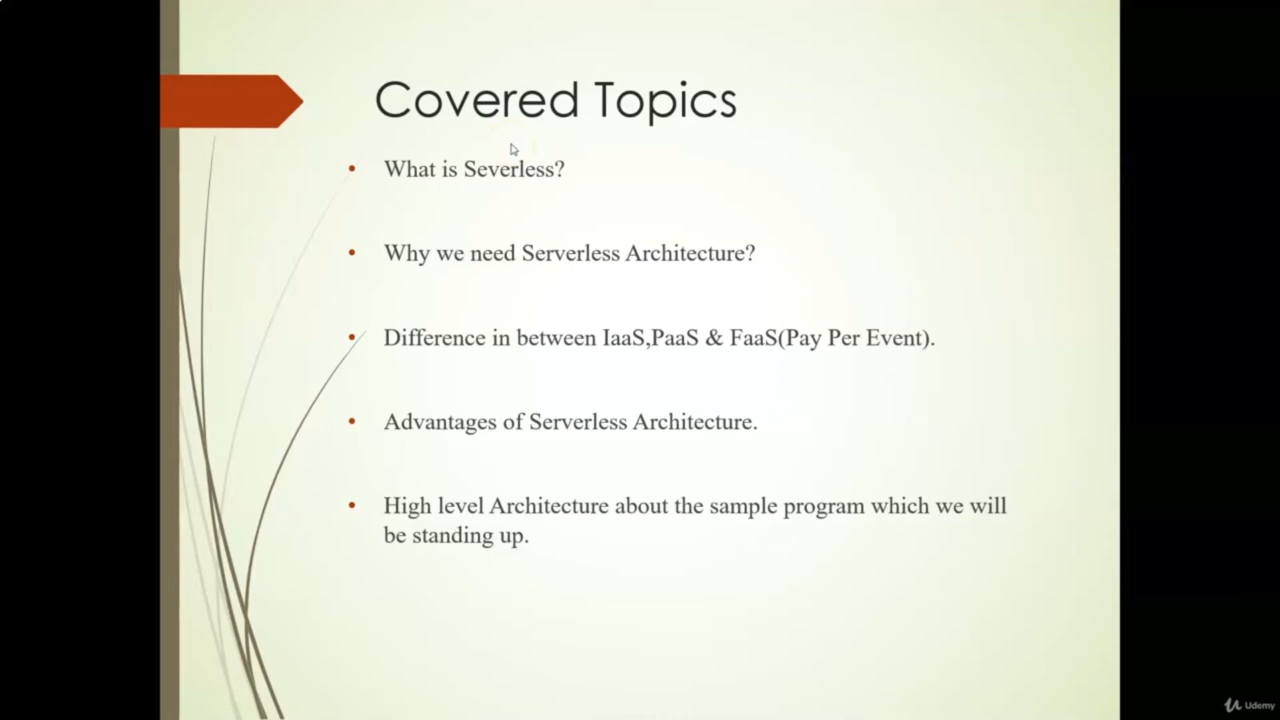 Covered Topics
• What is Severless?
• Why we need Serverless Architecture?
• Difference in between IaaS,PaaS & FaaS(Pay Per Event).
• Advantages of Serverless Architecture.
• High level Architecture about the sample program which we will
be standing up.
Udemy